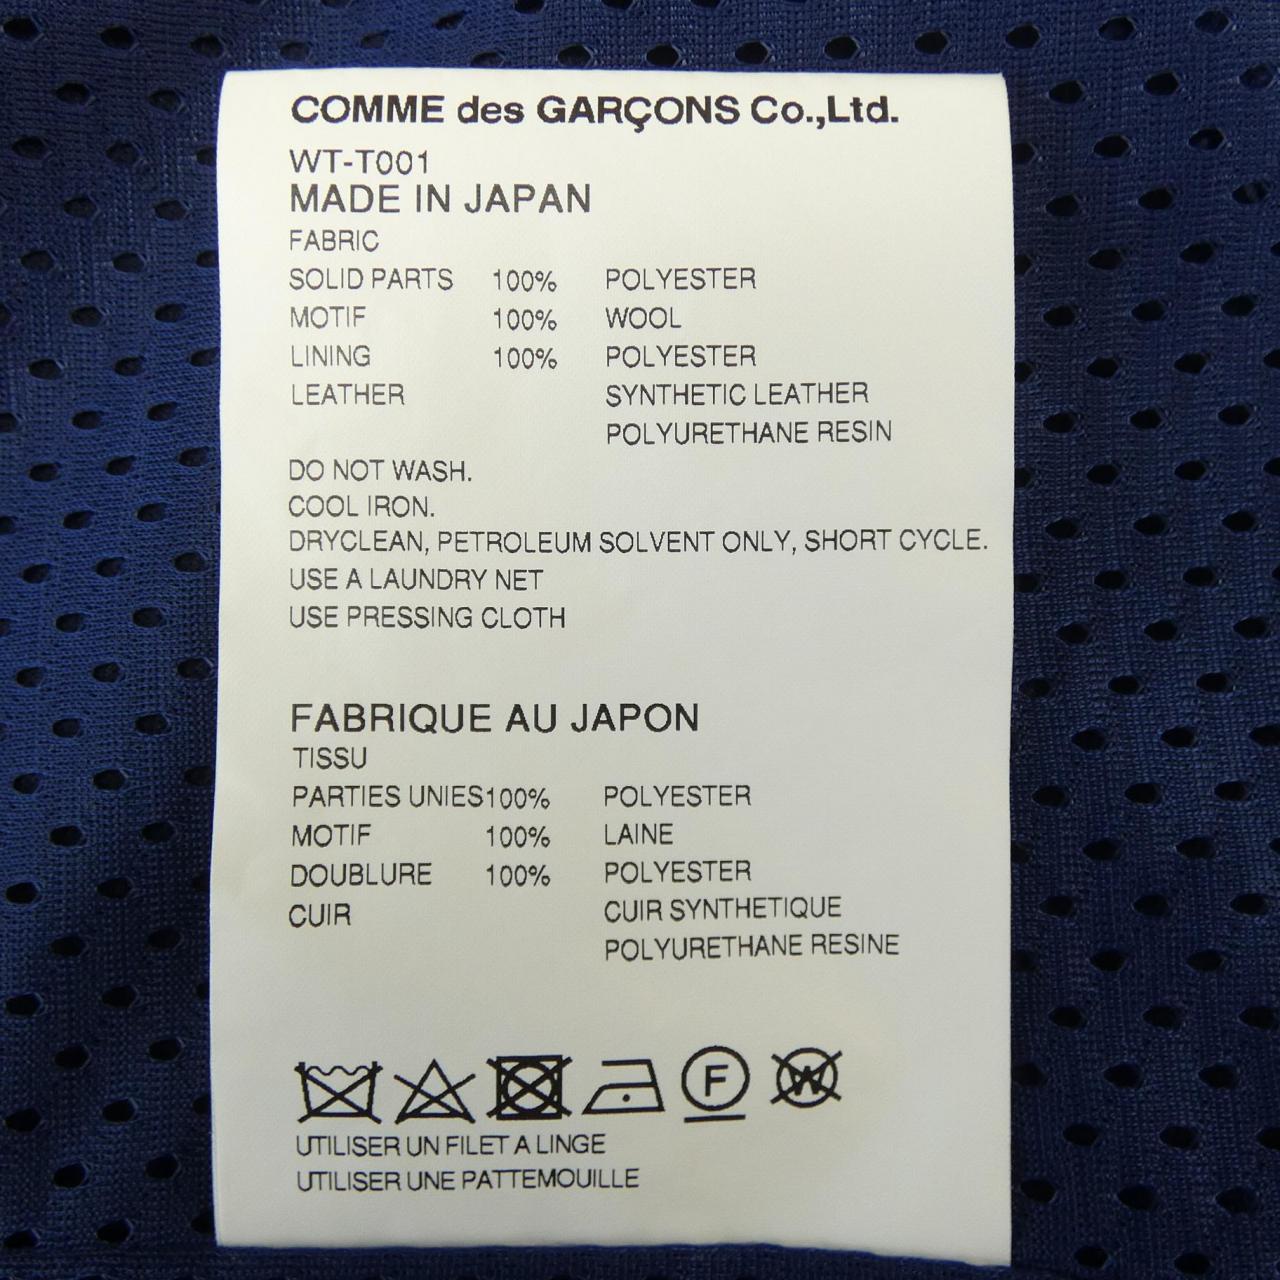 COMME des GARÇONS Co.,Ltd.
WT-T001
MADE IN JAPAN
FABRIC
SOLID PARTS 100% POLYESTER
MOTIF 100% WOOL
LINING 100% POLYESTER
LEATHER SYNTHETIC LEATHER
POLYURETHANE RESIN
DO NOT WASH.
COOL IRON.
DRYCLEAN, PETROLEUM SOLVENT ONLY, SHORT CYCLE.
USE A LAUNDRY NET
USE PRESSING CLOTH
FABRIQUE AU JAPON
TISSU
PARTIES UNIES 100% POLYESTER
MOTIF 100% LAINE
DOUBLURE 100% POLYESTER
CUIR CUIR SYNTHETIQUE
POLYURETHANE RESINE
F W
UTILISER UN FILET A LINGE
UTILISER UNE PATTEMOUILLE